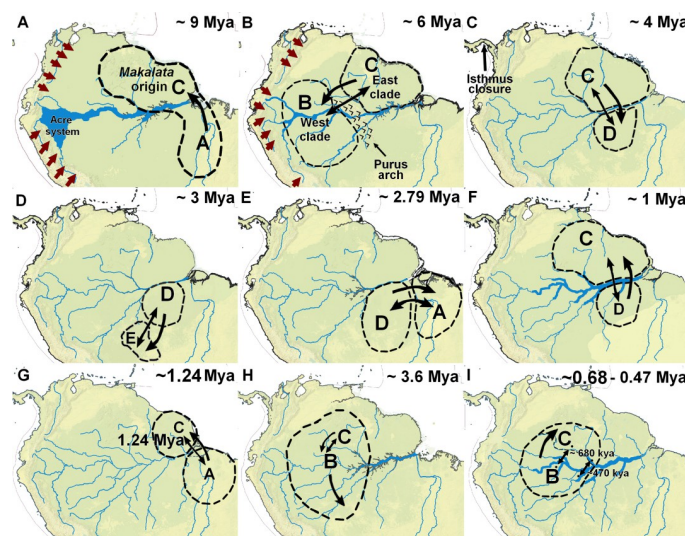 A
~ 9 Mya
Makalata
origin
C
Acre
system
A
B
~ 6 Mya
C
East
clade
B
West
clade
Purus
arch
C
~ 4 Mya
Isthmus
closure
C
D
D
~ 3 Mya
D
E
E
~ 2.79 Mya
D
A
F
~ 1 Mya
C
D
G
~1.24 Mya
C
1.24 Mya
A
H
~ 3.6 Mya
C
B
I
~0.68 - 0.47 Mya
C
~ 680 kya
B
~470 kya